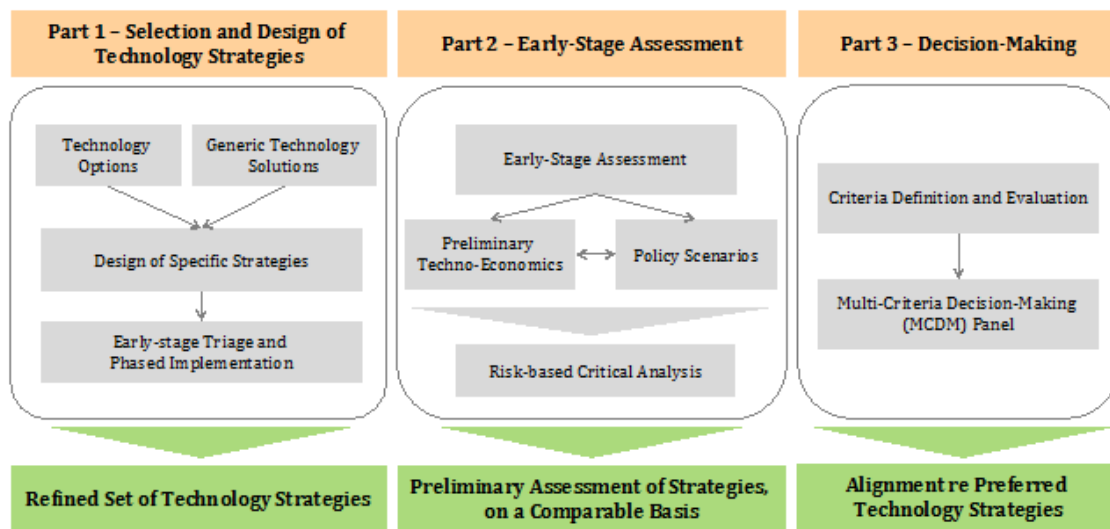 Part 1 – Selection and Design of
Technology Strategies
Technology
Options
Generic Technology
Solutions
Design of Specific Strategies
Early-stage Triage and
Phased Implementation
Refined Set of Technology Strategies
Part 2 – Early-Stage Assessment
Early-Stage Assessment
Preliminary
Techno-Economics
Policy Scenarios
Risk-based Critical Analysis
Preliminary Assessment of Strategies,
on a Comparable Basis
Part 3 – Decision-Making
Criteria Definition and Evaluation
Multi-Criteria Decision-Making
(MCDM) Panel
Alignment re Preferred
Technology Strategies